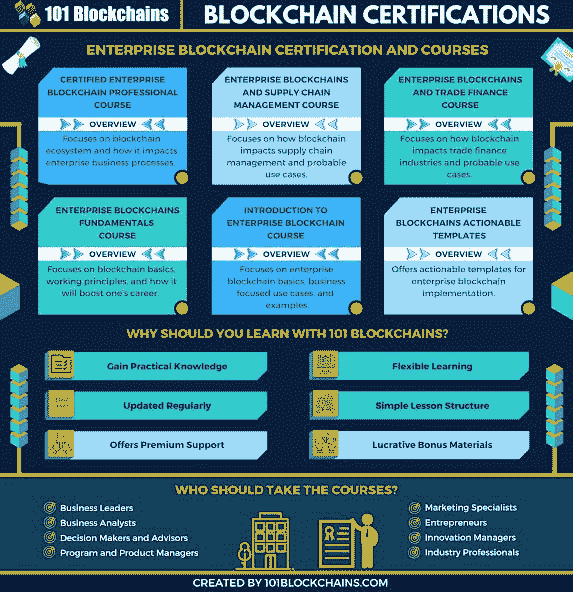 101 Blockchains
BLOCKCHAIN CERTIFICATIONS
ENTERPRISE BLOCKCHAIN CERTIFICATION AND COURSES
CERTIFIED ENTERPRISE
BLOCKCHAIN PROFESSIONAL
COURSE
OVERVIEW
Focuses on blockchain
ecosystem and how it impacts
enterprise business processes.
ENTERPRISE BLOCKCHAINS
AND SUPPLY CHAIN
MANAGEMENT COURSE
OVERVIEW
Focuses on how blockchain
impacts supply chain
management and probable
use cases.
ENTERPRISE BLOCKCHAINS
AND TRADE FINANCE
COURSE
OVERVIEW
Focuses on how blockchain
impacts trade finance
industries and probable use
cases.
ENTERPRISE BLOCKCHAINS
FUNDAMENTALS
COURSE
OVERVIEW
Focuses on blockchain basics,
working principles, and how it
will boost one's career.
INTRODUCTION TO
ENTERPRISE BLOCKCHAIN
COURSE
OVERVIEW
Focuses on enterprise
blockchain basics, business
focused use cases, and
examples.
ENTERPRISE
BLOCKCHAINS ACTIONABLE
TEMPLATES
OVERVIEW
Offers actionable templates for
enterprise blockchain
implementation.
WHY SHOULD YOU LEARN WITH 101 BLOCKCHAINS?
Gain Practical Knowledge
Flexible Learning
Updated Regularly
Simple Lesson Structure
Offers Premium Support
Lucrative Bonus Materials
WHO SHOULD TAKE THE COURSES?
Business Leaders
Business Analysts
Decision Makers and Advisors
Program and Product Managers
Marketing Specialists
Entrepreneurs
Innovation Managers
Industry Professionals
CREATED BY 101BLOCKCHAINS.COM